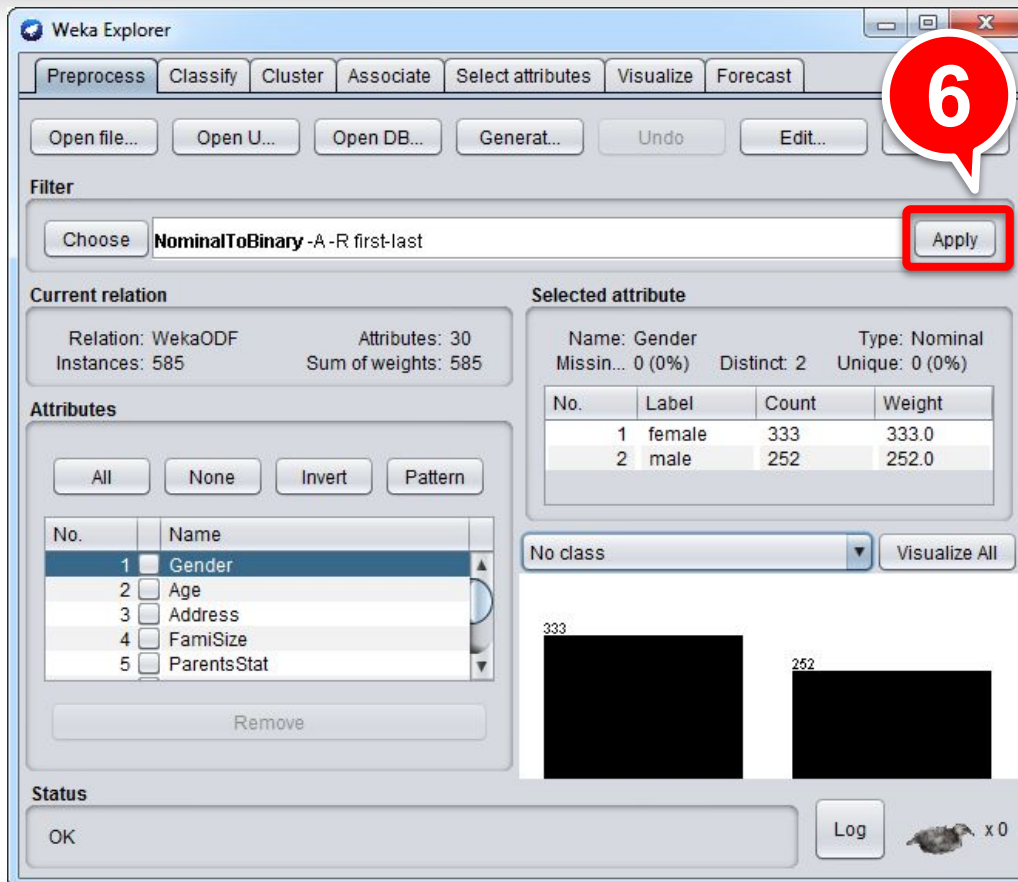 Weka Explorer
Preprocess Classify Cluster Associate Select attributes Visualize Forecast
6
Open file... Open U... Open DB... Generat... Undo Edit...
Filter
Choose NominalToBinary -A -R first-last Apply
Current relation
Relation: WekaODF Attributes: 30
Instances: 585 Sum of weights: 585
Selected attribute
Name: Gender Type: Nominal
Missin... 0 (0%) Distinct: 2 Unique: 0 (0%)
No. Label Count Weight
1 female 333 333.0
2 male 252 252.0
Attributes
All None Invert Pattern
No. Name
1 Gender
2 Age
3 Address
4 FamiSize
5 ParentsStat
Remove
No class Visualize All
333
252
Status
OK
Log x 0